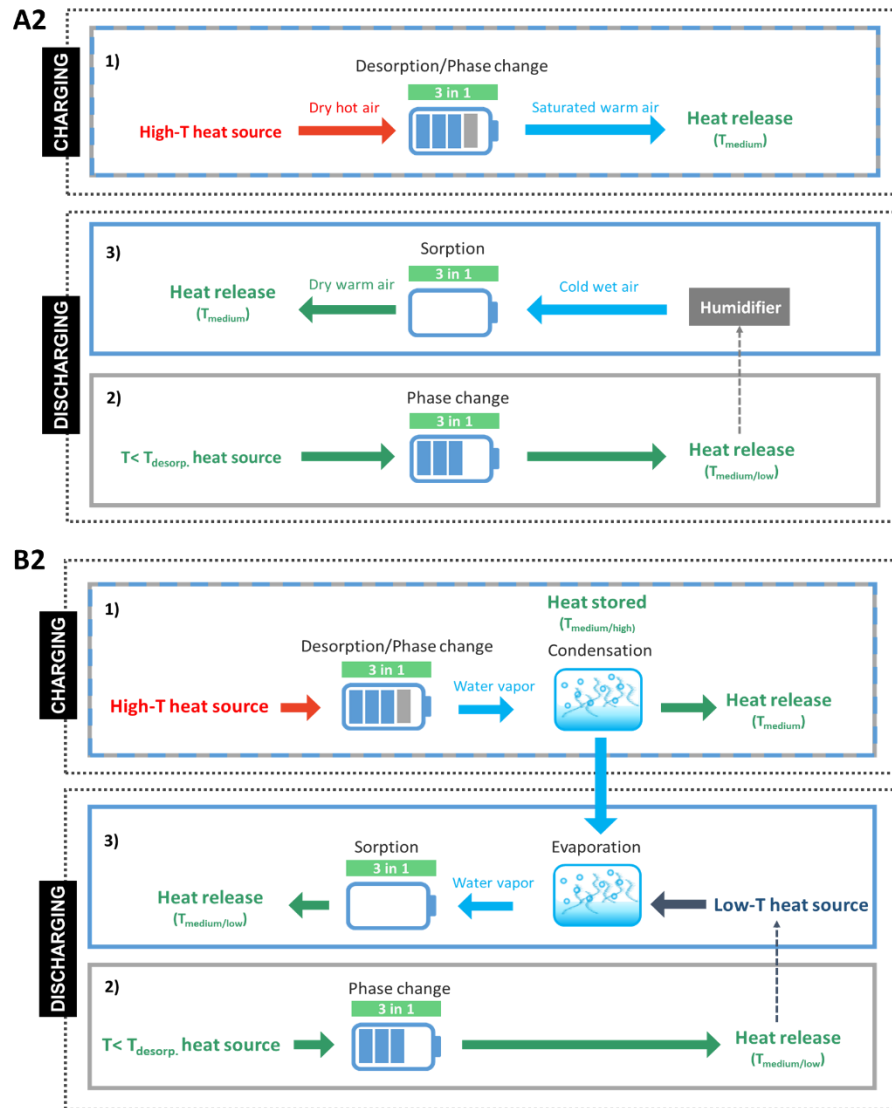 A2
CHARGING
1)
Desorption/Phase change
3 in 1
High-T heat source
Dry hot air
Saturated warm air
Heat release
(Tmedium)
DISCHARGING
3)
Sorption
3 in 1
Heat release
(Tmedium)
Dry warm air
Cold wet air
Humidifier
2)
Phase change
3 in 1
T< Tdesorp. heat source
Heat release
(Tmedium/low)
B2
CHARGING
1)
Heat stored
(Tmedium/high)
Desorption/Phase change
3 in 1
Condensation
High-T heat source
Water vapor
Heat release
(Tmedium)
DISCHARGING
3)
Sorption
3 in 1
Evaporation
Heat release
(Tmedium/low)
Water vapor
Low-T heat source
2)
Phase change
3 in 1
T< Tdesorp. heat source
Heat release
(Tmedium/low)